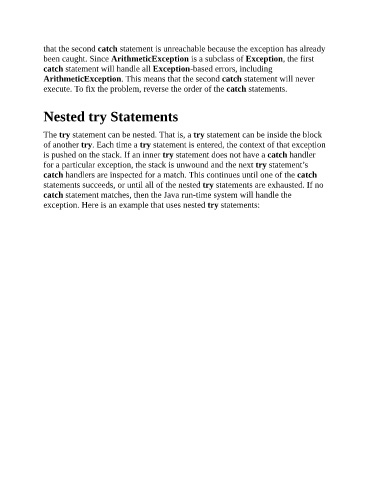 that the second catch statement is unreachable because the exception has already
been caught. Since ArithmeticException is a subclass of Exception, the first
catch statement will handle all Exception-based errors, including
ArithmeticException. This means that the second catch statement will never
execute. To fix the problem, reverse the order of the catch statements.
Nested try Statements
The try statement can be nested. That is, a try statement can be inside the block
of another try. Each time a try statement is entered, the context of that exception
is pushed on the stack. If an inner try statement does not have a catch handler
for a particular exception, the stack is unwound and the next try statement’s
catch handlers are inspected for a match. This continues until one of the catch
statements succeeds, or until all of the nested try statements are exhausted. If no
catch statement matches, then the Java run-time system will handle the
exception. Here is an example that uses nested try statements: